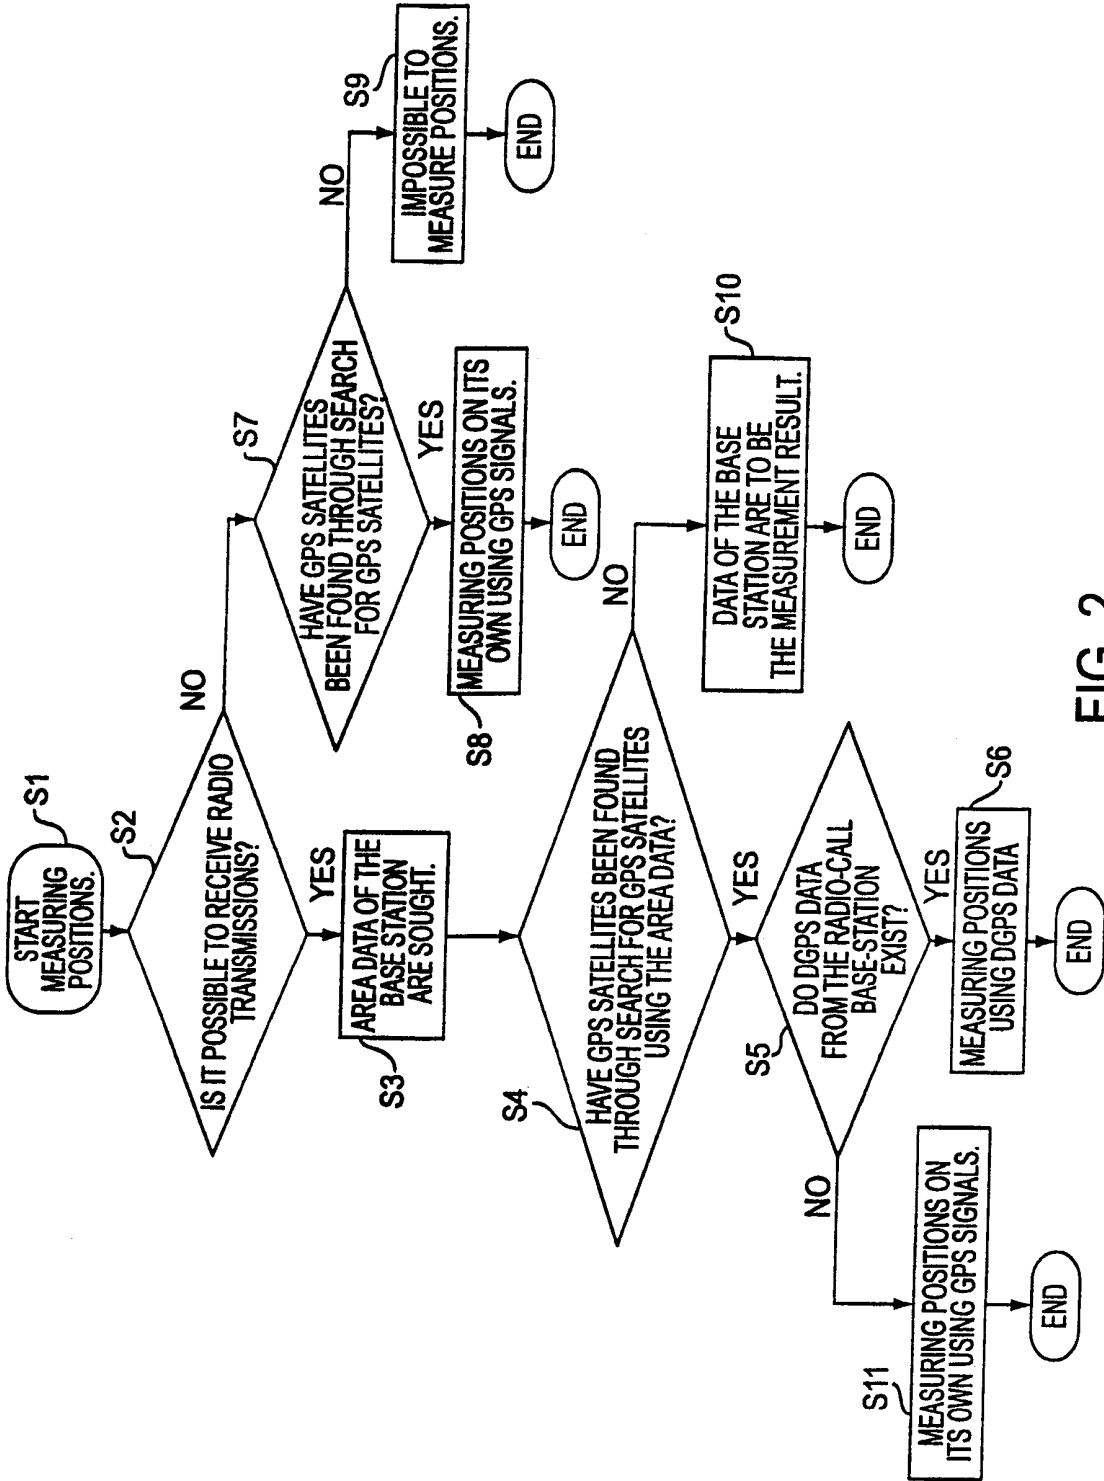 START
MEASURING
POSITIONS.
S1
IS IT POSSIBLE TO RECEIVE RADIO
TRANSMISSIONS?
S2
NO
YES
AREA DATA OF THE
BASE STATION
ARE SOUGHT.
S3
HAVE GPS SATELLITES BEEN FOUND
THROUGH SEARCH FOR GPS SATELLITES
USING THE AREA DATA?
S4
NO
YES
DO DGPS DATA
FROM THE RADIO-CALL
BASE-STATION
EXIST?
S5
NO
YES
MEASURING POSITIONS
USING DGPS DATA
S6
END
HAVE GPS SATELLITES
BEEN FOUND THROUGH SEARCH
FOR GPS SATELLITES?
S7
NO
YES
MEASURING POSITIONS ON ITS
OWN USING GPS SIGNALS.
S8
END
IMPOSSIBLE TO
MEASURE POSITIONS.
S9
END
DATA OF THE BASE
STATION ARE TO BE
THE MEASUREMENT RESULT.
S10
END
MEASURING POSITIONS ON
ITS OWN USING GPS SIGNALS.
S11
END
FIG. 2